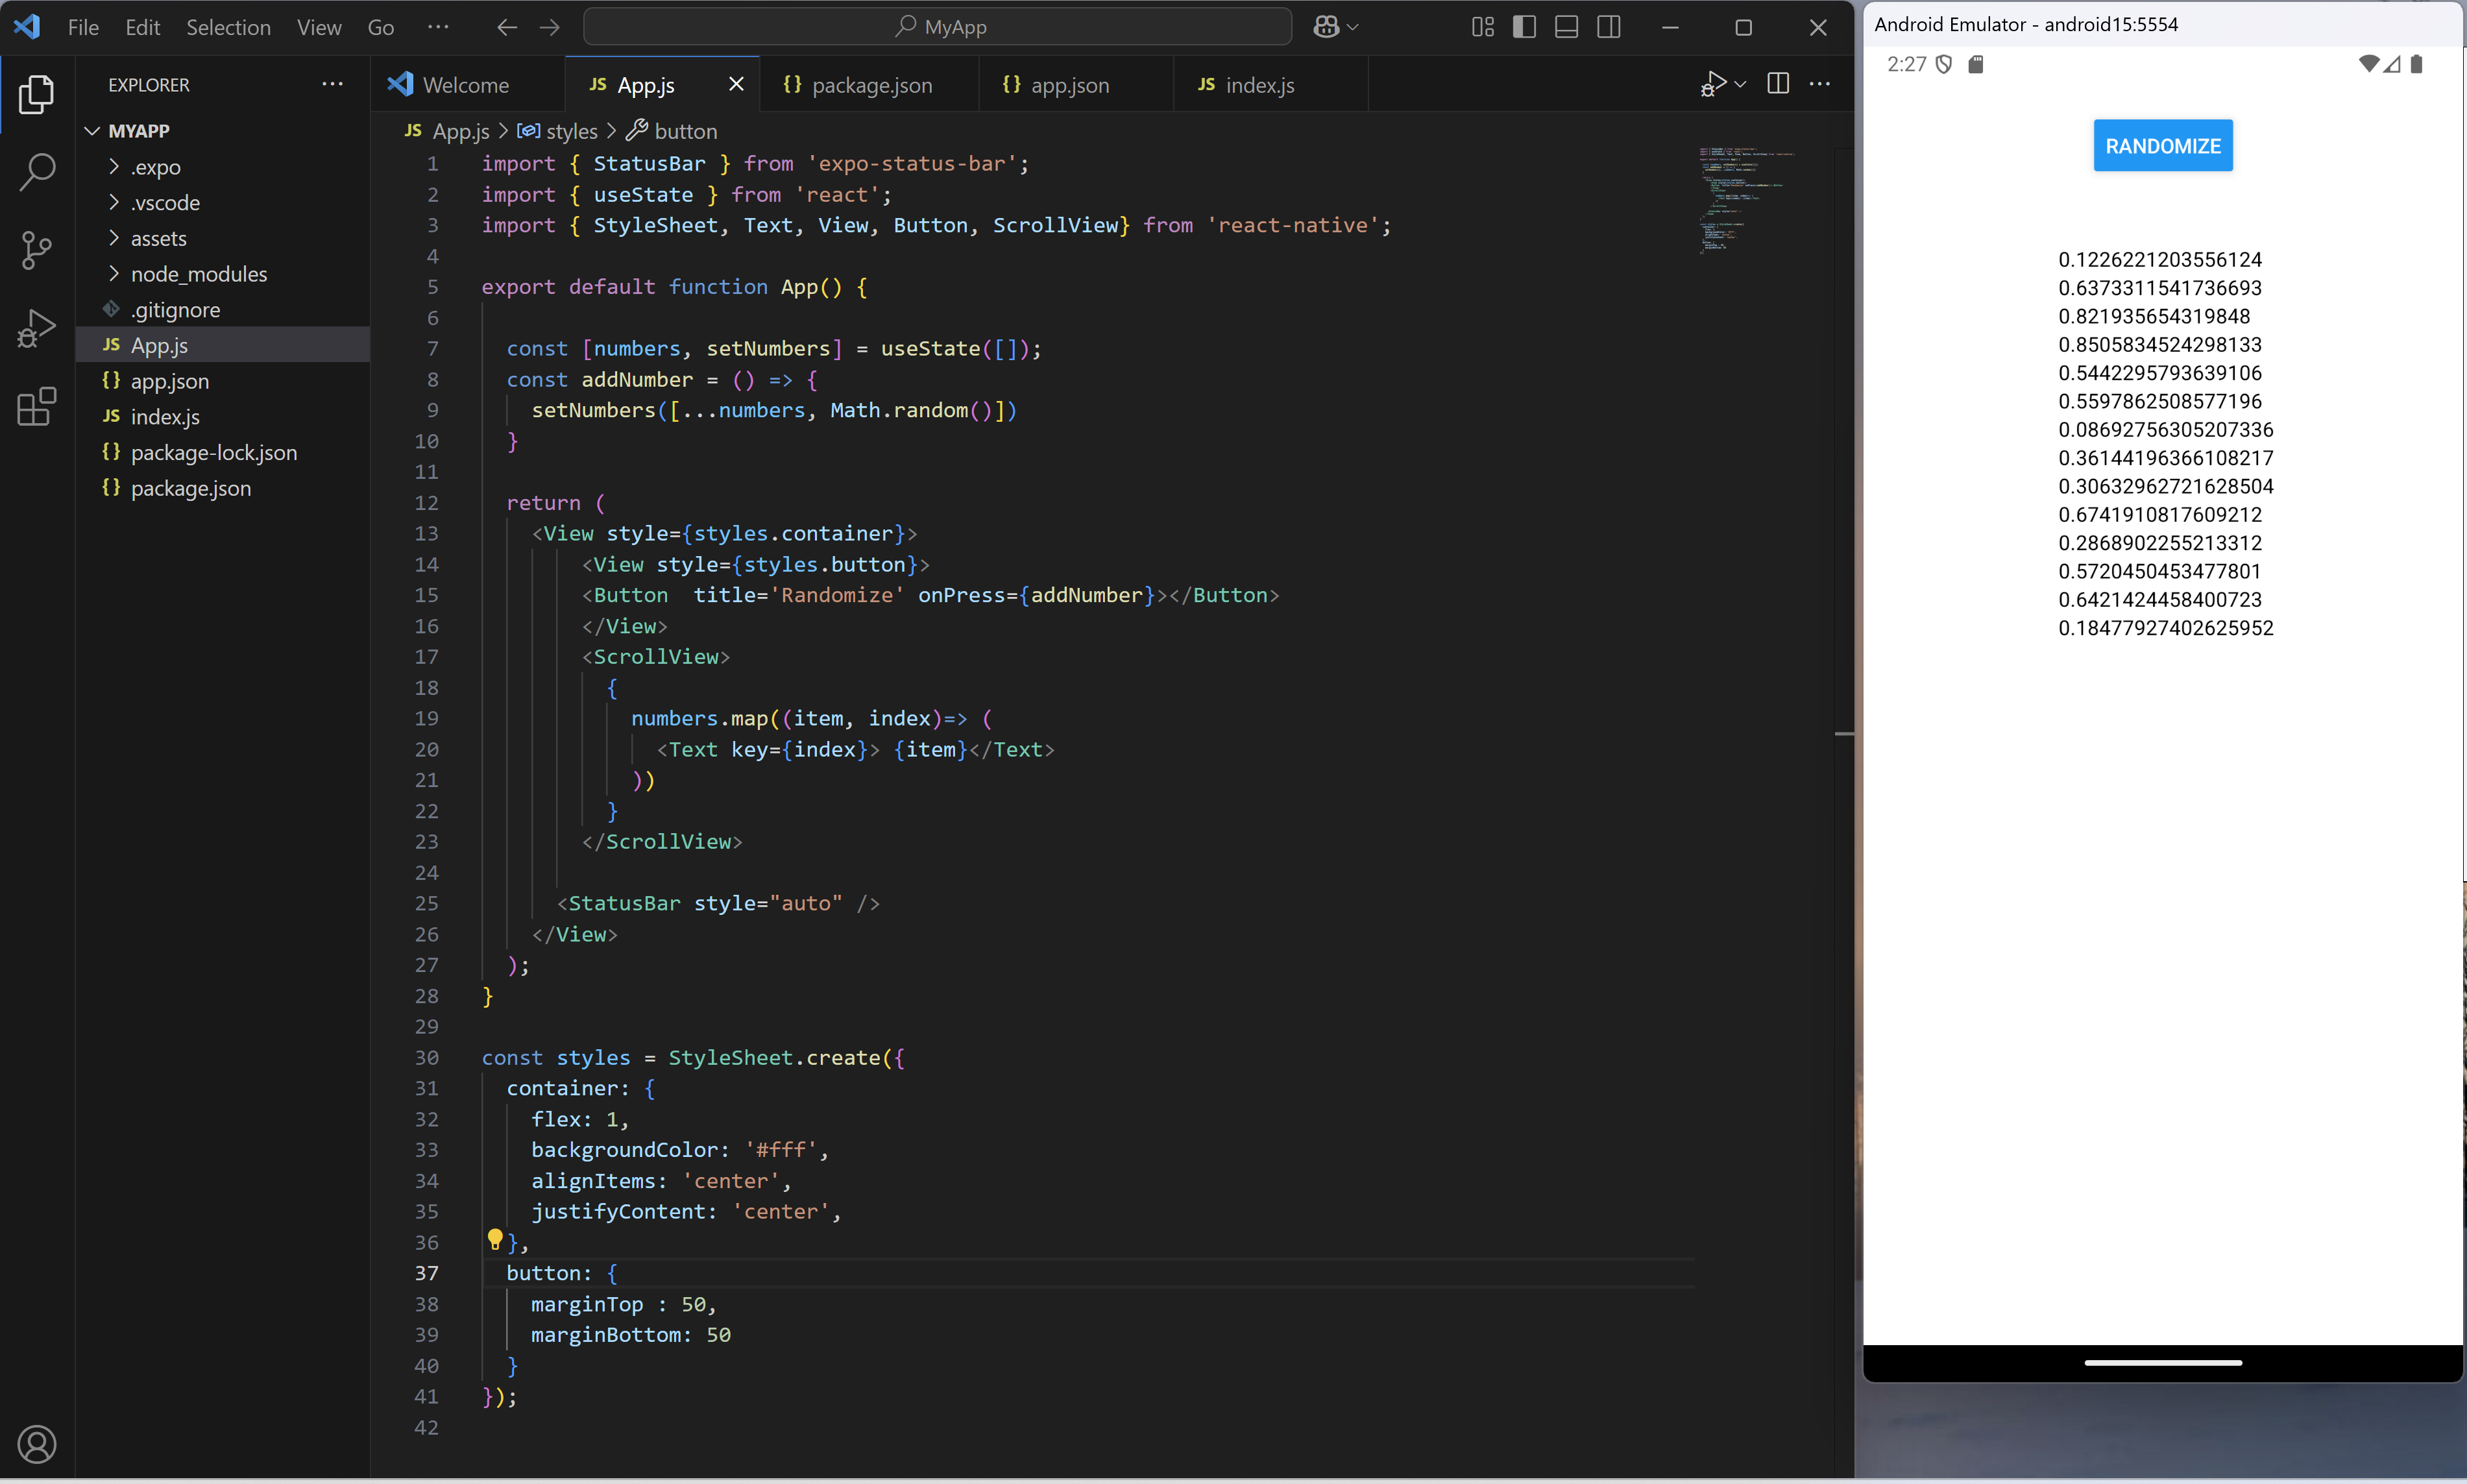 File Edit Selection View Go ··· MyApp
EXPLORER ···
MYAPP
.expo
.vscode
assets
node_modules
.gitignore
JS App.js
{} app.json
JS index.js
{} package-lock.json
{} package.json
Welcome JS App.js {} package.json {} app.json JS index.js ···
JS App.js > styles > button
1 import { StatusBar } from 'expo-status-bar';
2 import { useState } from 'react';
3 import { StyleSheet, Text, View, Button, ScrollView} from 'react-native';
4
5 export default function App() {
6
7 const [numbers, setNumbers] = useState([]);
8 const addNumber = () => {
9 setNumbers([...numbers, Math.random()])
10 }
11
12 return (
13 <View style={styles.container}>
14 <View style={styles.button}>
15 <Button  title='Randomize' onPress={addNumber}></Button>
16 </View>
17 <ScrollView>
18 {
19 numbers.map((item, index)=> (
20 <Text key={index}> {item}</Text>
21 ))
22 }
23 </ScrollView>
24
25 <StatusBar style="auto" />
26 </View>
27 );
28 }
29
30 const styles = StyleSheet.create({
31 container: {
32 flex: 1,
33 backgroundColor: '#fff',
34 alignItems: 'center',
35 justifyContent: 'center',
36 },
37 button: {
38 marginTop : 50,
39 marginBottom: 50
40 }
41 });
42
Android Emulator - android15:5554
2:27
RANDOMIZE
0.1226221203556124
0.6373311541736693
0.821935654319848
0.8505834524298133
0.5442295793639106
0.5597862508577196
0.08692756305207336
0.36144196366108217
0.30632962721628504
0.6741910817609212
0.2868902255213312
0.5720450453477801
0.6421424458400723
0.18477927402625952